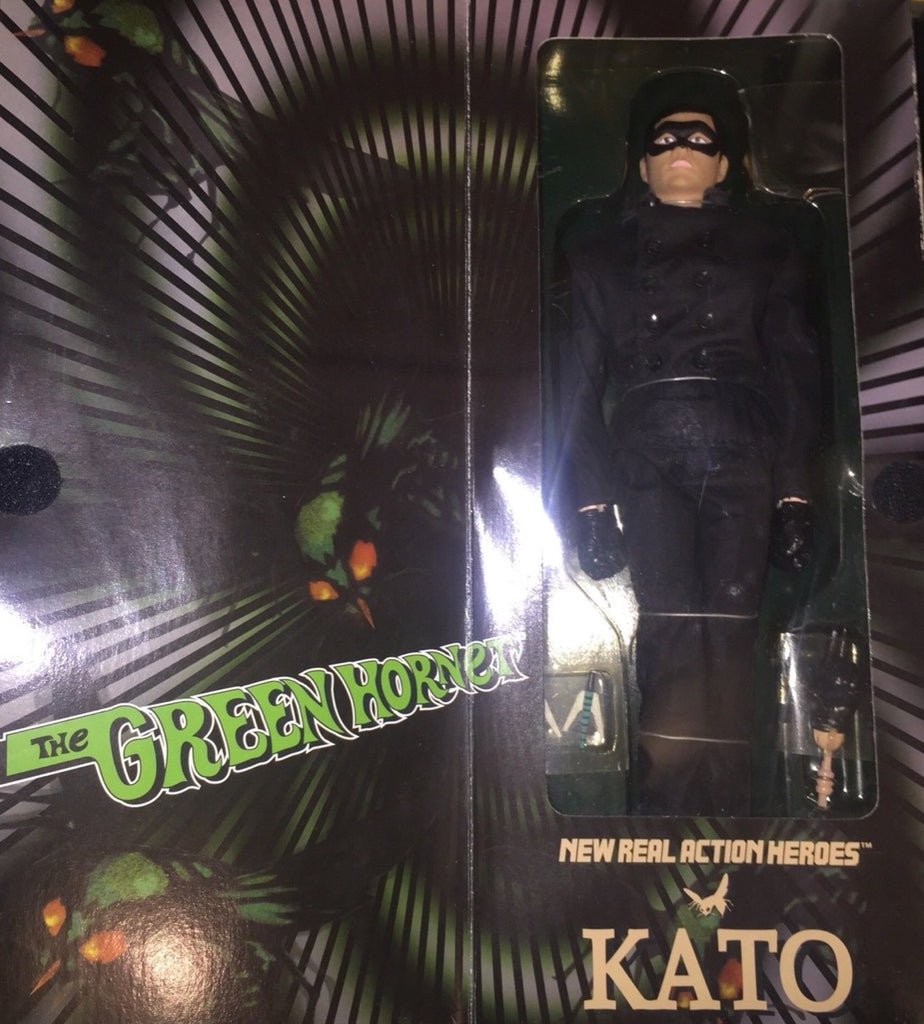 THE GREEN HORNET
NEW REAL ACTION HEROES™
KATO